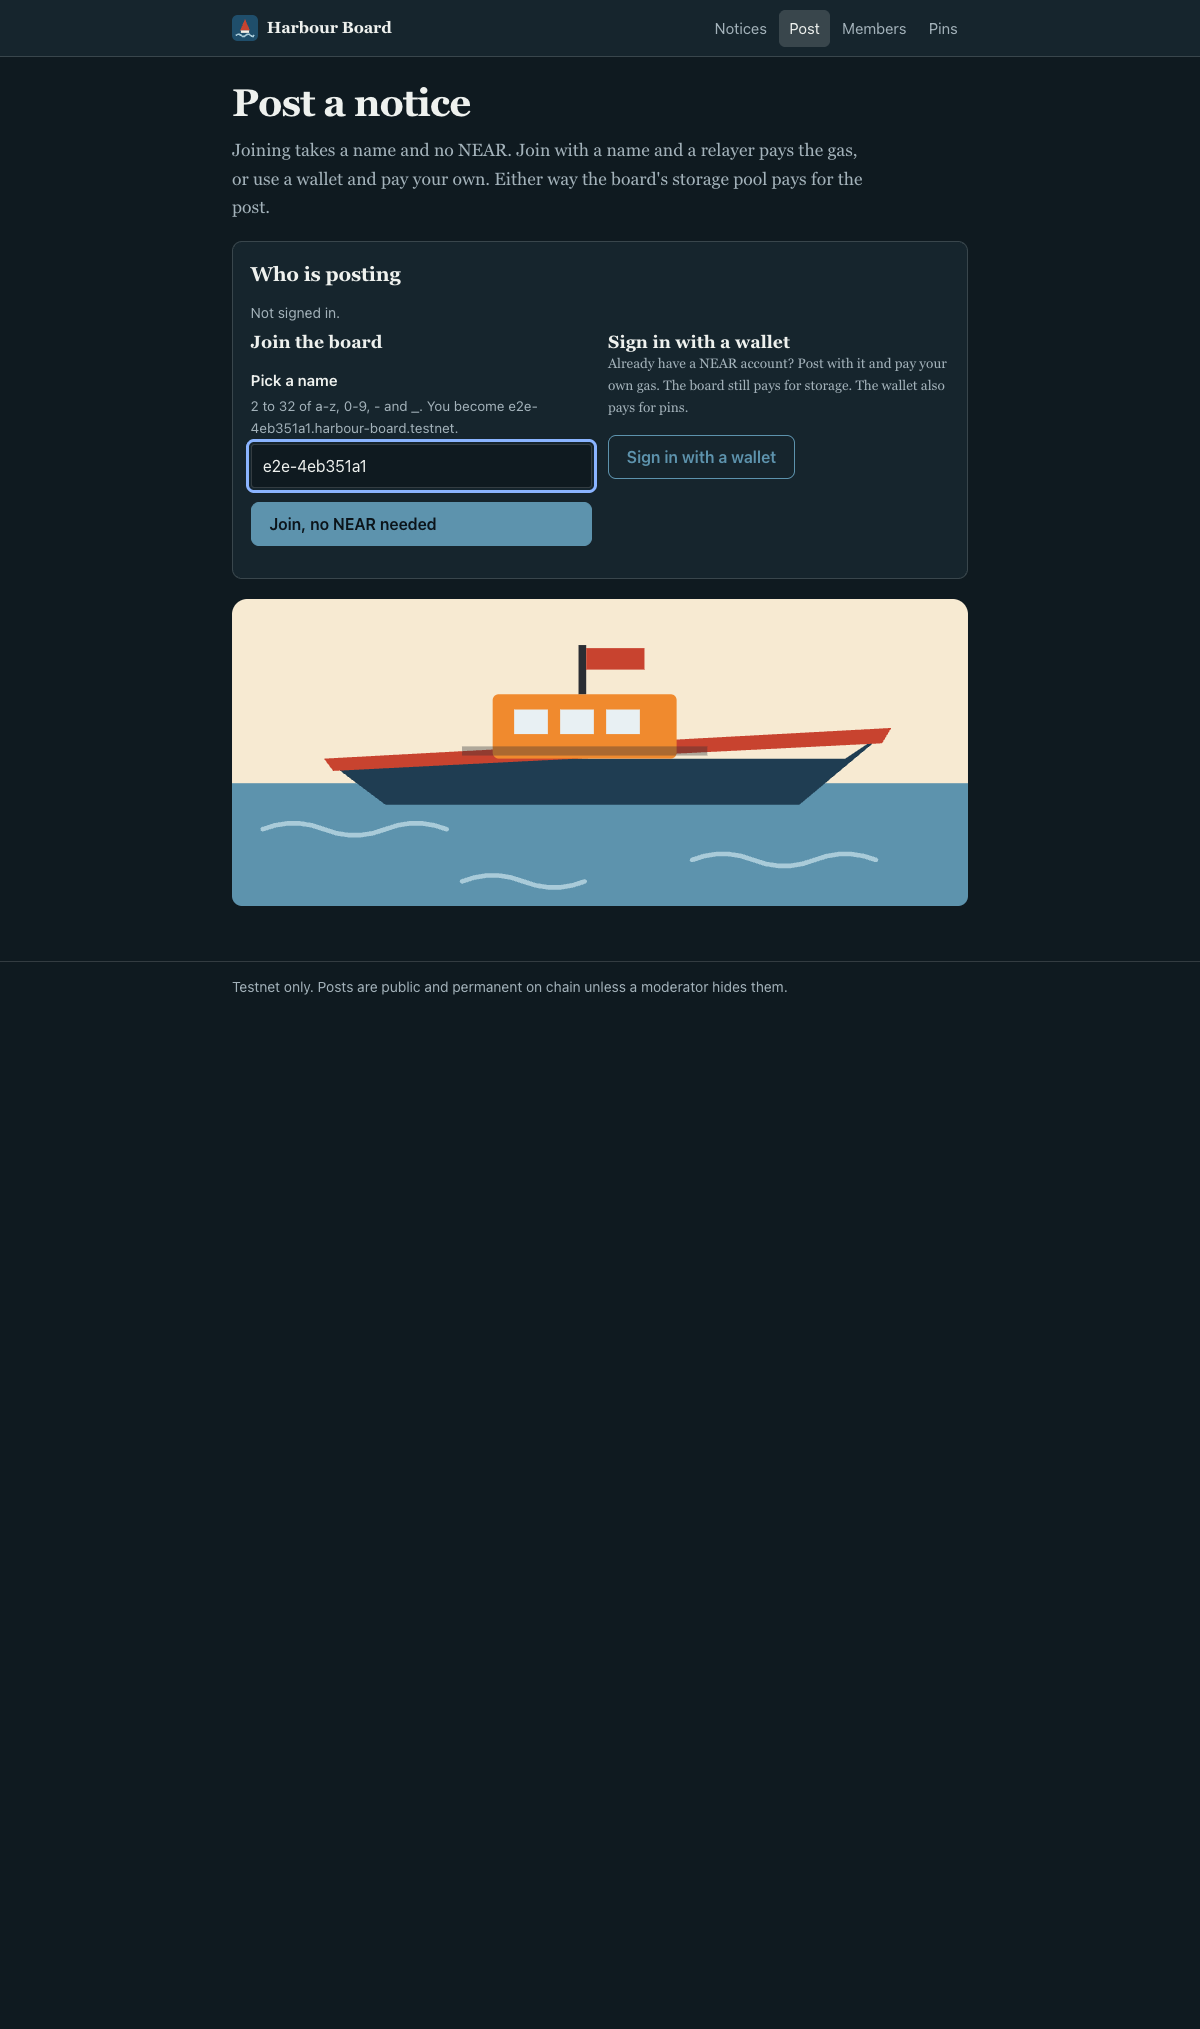 Harbour Board
Notices Post Members Pins
Post a notice
Joining takes a name and no NEAR. Join with a name and a relayer pays the gas,
or use a wallet and pay your own. Either way the board's storage pool pays for the
post.
Who is posting
Not signed in.
Join the board
Pick a name
2 to 32 of a-z, 0-9, - and _. You become e2e-
4eb351a1.harbour-board.testnet.
e2e-4eb351a1
Join, no NEAR needed
Sign in with a wallet
Already have a NEAR account? Post with it and pay your
own gas. The board still pays for storage. The wallet also
pays for pins.
Sign in with a wallet
Testnet only. Posts are public and permanent on chain unless a moderator hides them.